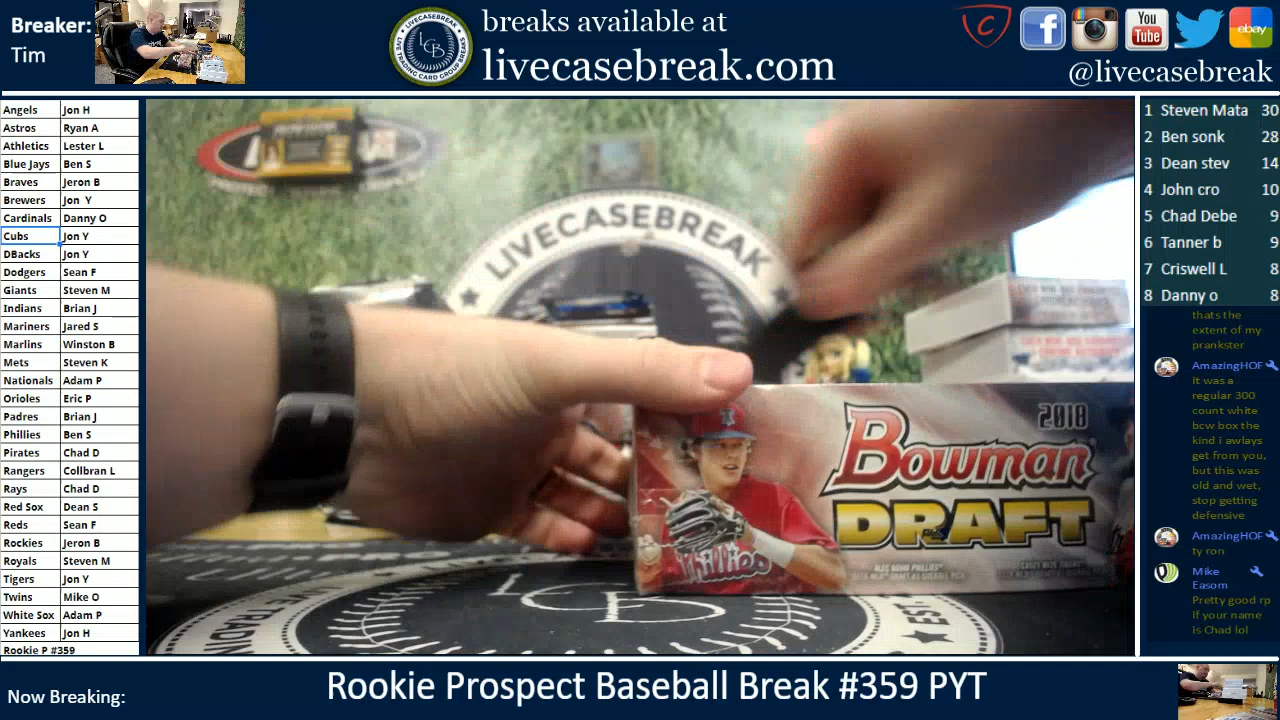 Breaker:
Tim
breaks available at
livecasebreak.com
You
Tube
ebay
@livecasebreak
Angels Jon H
Astros Ryan A
Athletics Lester L
Blue Jays Ben S
Braves Jeron B
Brewers Jon Y
Cardinals Danny O
Cubs Jon Y
DBacks Jon Y
Dodgers Sean F
Giants Steven M
Indians Brian J
Mariners Jared S
Marlins Winston B
Mets Steven K
Nationals Adam P
Orioles Eric P
Padres Brian J
Phillies Ben S
Pirates Chad D
Rangers Collbran L
Rays Chad D
Red Sox Dean S
Reds Sean F
Rockies Jeron B
Royals Steven M
Tigers Jon Y
Twins Mike O
White Sox Adam P
Yankees Jon H
Rookie P #359
LIVECASEBREAK
2018
Bowman
DRAFT
Phillies
LCB
EST.
1 Steven Mata 30
2 Ben sonk 28
3 Dean stev 14
4 John cro 10
5 Chad Debe 9
6 Tanner b 9
7 Criswell L 8
8 Danny o 8
thats the
extent of my
prankster
AmazingHOF
it was a
regular 300
count white
bcw box the
kind i awlays
get from you,
but this was
old and wet,
stop getting
defensive
AmazingHOF
ty ron
Mike
Easom
Pretty good rp
if your name
is Chad lol
Now Breaking:
Rookie Prospect Baseball Break #359 PYT